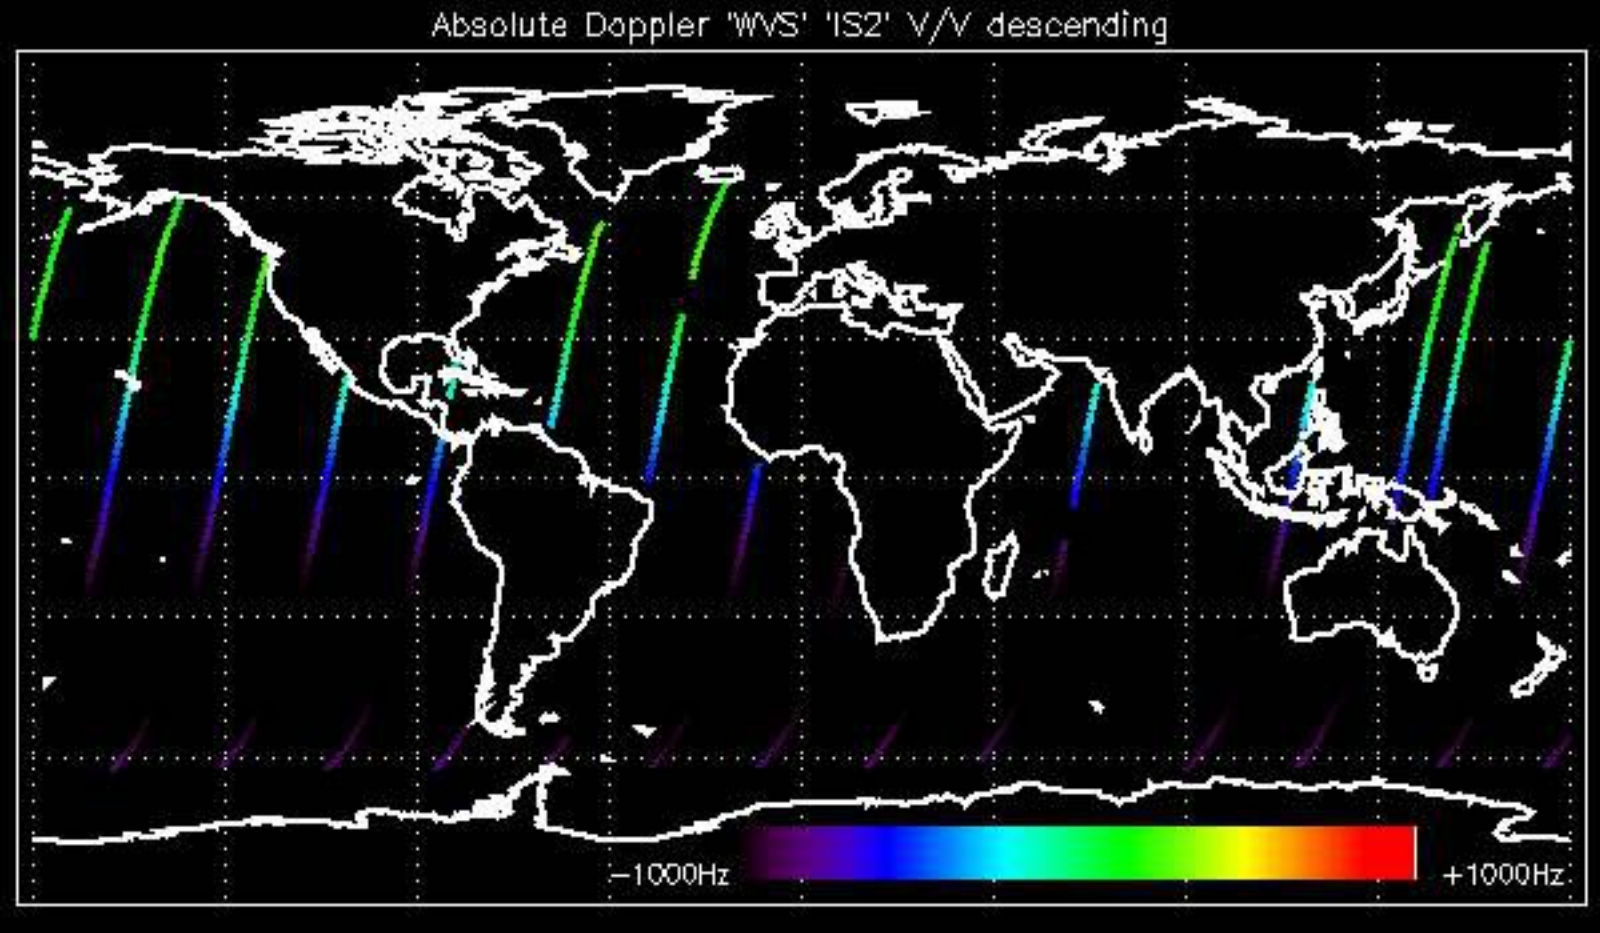 Absolute Doppler 'WVS' 'IS2' V/V descending
-1000Hz +1000Hz